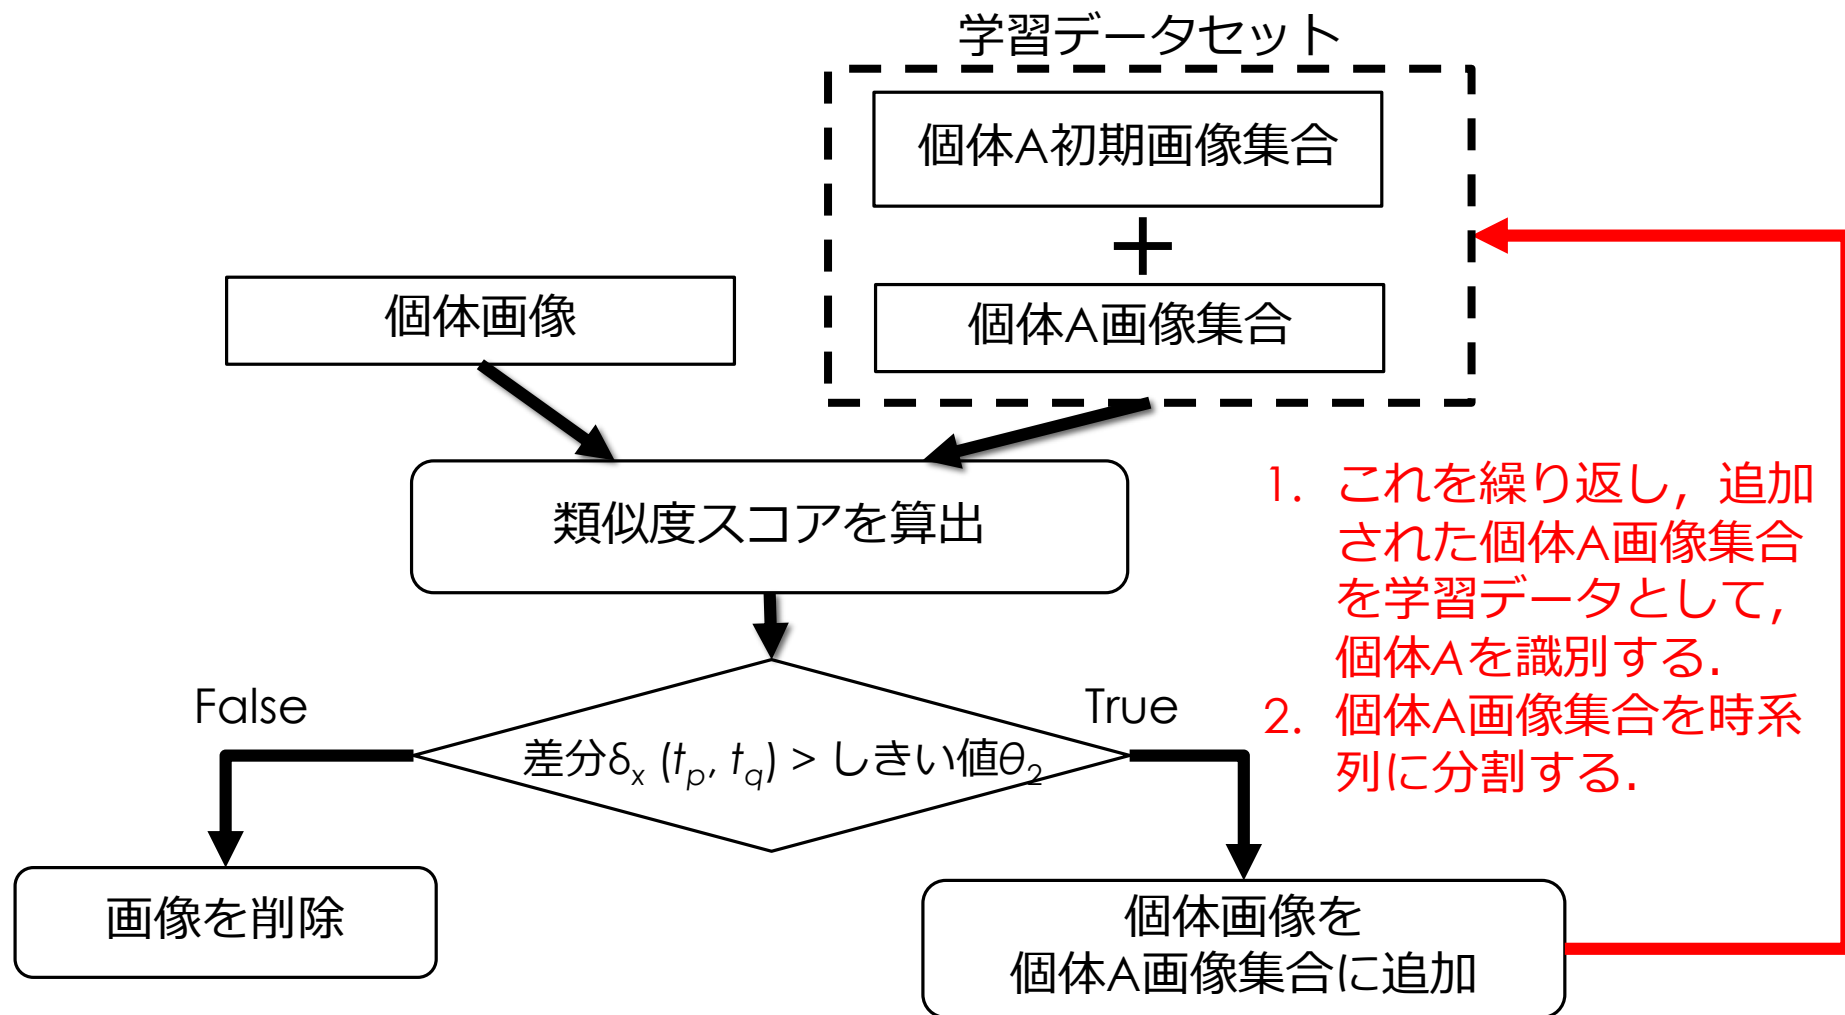 学習データセット
個体A初期画像集合
+
個体A画像集合
個体画像
類似度スコアを算出
差分δx (tp, tq) > しきい値θ2
False
True
画像を削除
個体画像を
個体A画像集合に追加
1. これを繰り返し，追加
された個体A画像集合
を学習データとして，
個体Aを識別する．
2. 個体A画像集合を時系
列に分割する．